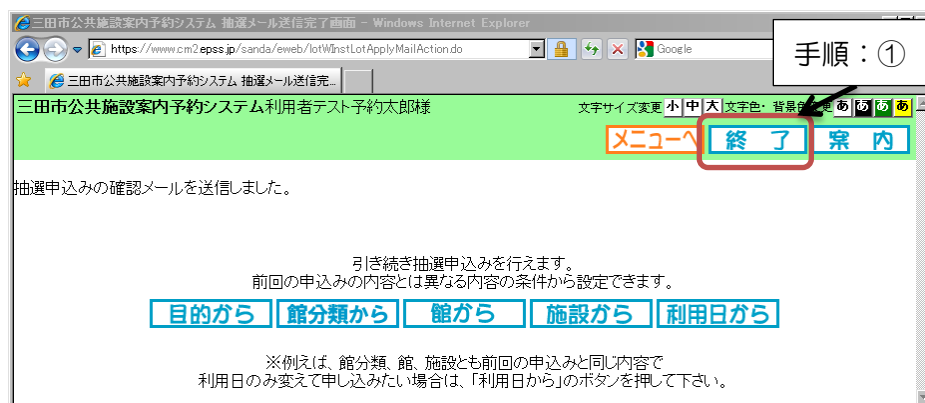 三田市公共施設案内予約システム 抽選メール送信完了画面 - Windows Internet Explorer
https://www.cm2.epss.jp/sanda/eweb/lotWInstLotApplyMailAction.do
Google
手順：①
三田市公共施設案内予約システム 抽選メール送信完...
三田市公共施設案内予約システム利用者テスト予約太郎様
文字サイズ変更 小 中 大 文字色・背景色変更 あ あ あ あ
メニューへ 終了 案内
抽選申込みの確認メールを送信しました。
引き続き抽選申込みを行えます。
前回の申込みの内容とは異なる内容の条件から設定できます。
目的から 館分類から 館から 施設から 利用日から
※例えば、館分類、館、施設とも前回の申込みと同じ内容で
利用日のみ変えて申し込みたい場合は、「利用日から」のボタンを押して下さい。